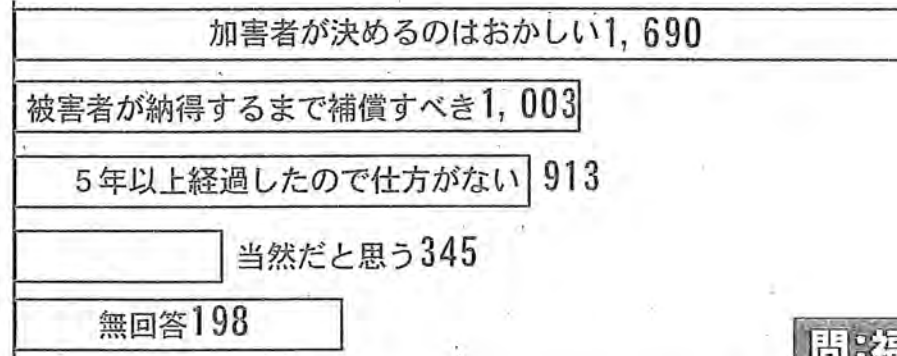 加害者が決めるのはおかしい1,690
被害者が納得するまで補償すべき1,003
5年以上経過したので仕方がない 913
当然だと思う345
無回答198
問:福